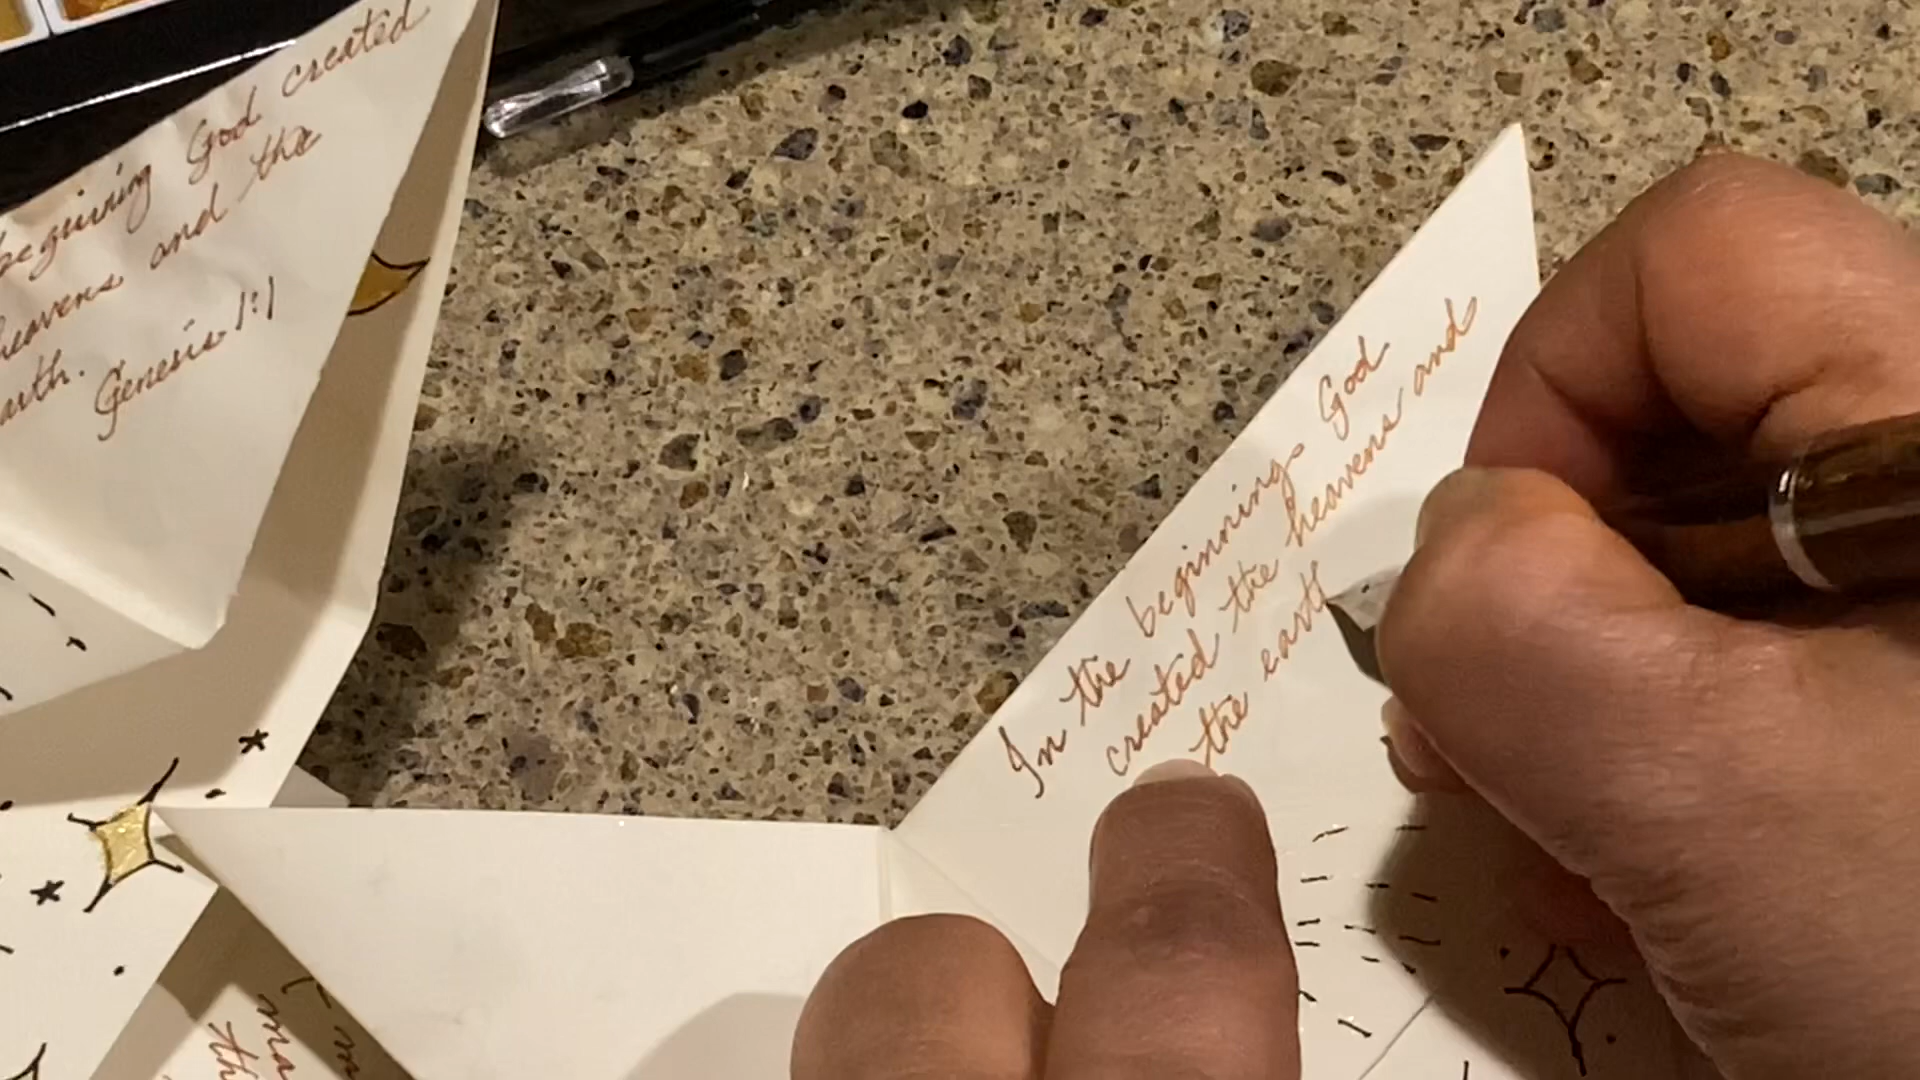 created
beginning God
heavens and the
earth.
Genesis 1:1
In the beginning God
created the heavens and
the earth